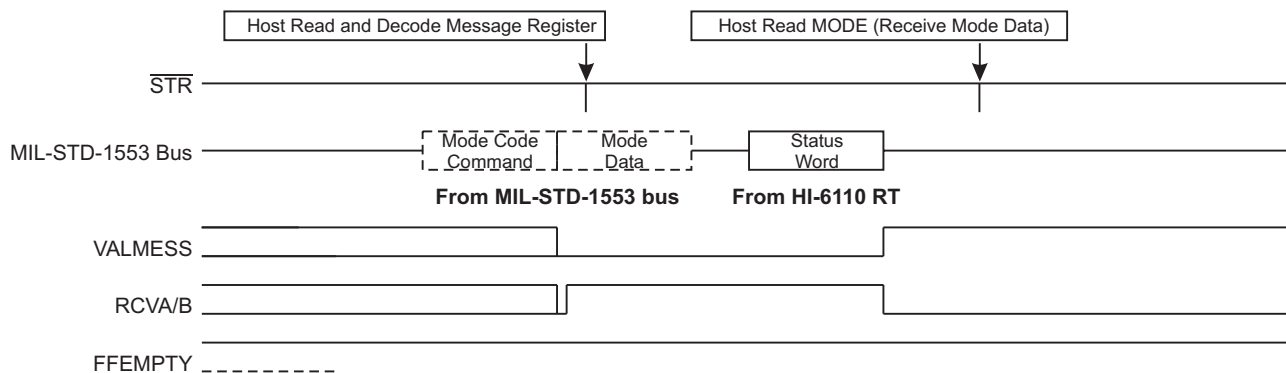 Host Read and Decode Message Register
Host Read MODE (Receive Mode Data)
STR
MIL-STD-1553 Bus
Mode Code
Command
Mode
Data
Status
Word
From MIL-STD-1553 bus
From HI-6110 RT
VALMESS
RCVA/B
FFEMPTY